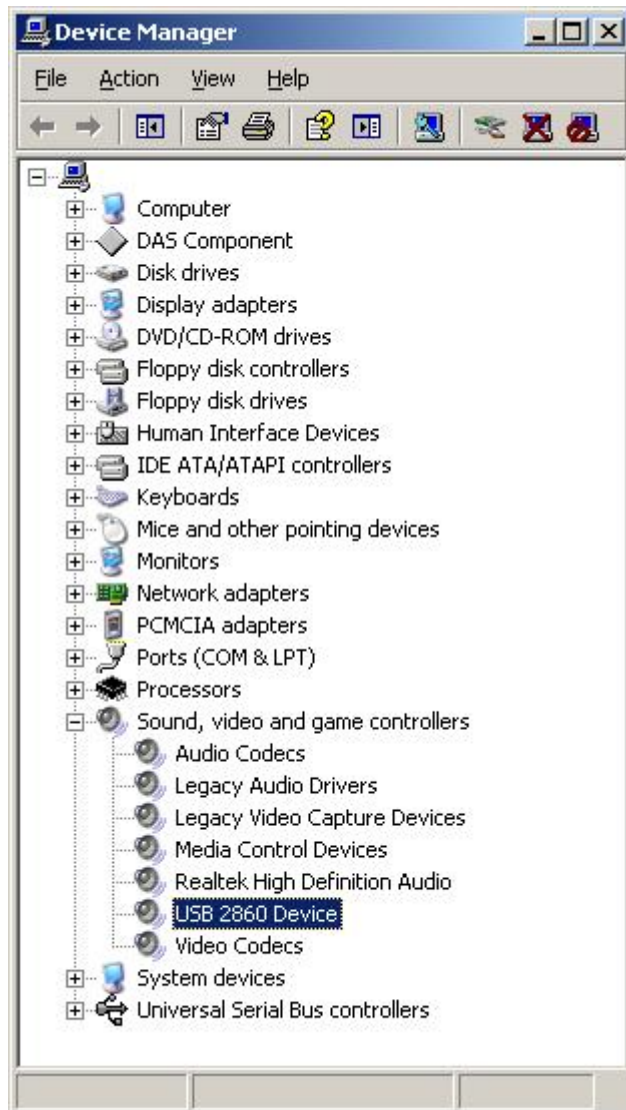 Device Manager
File Action View Help
Computer
DAS Component
Disk drives
Display adapters
DVD/CD-ROM drives
Floppy disk controllers
Floppy disk drives
Human Interface Devices
IDE ATA/ATAPI controllers
Keyboards
Mice and other pointing devices
Monitors
Network adapters
PCMCIA adapters
Ports (COM & LPT)
Processors
Sound, video and game controllers
Audio Codecs
Legacy Audio Drivers
Legacy Video Capture Devices
Media Control Devices
Realtek High Definition Audio
USB 2860 Device
Video Codecs
System devices
Universal Serial Bus controllers